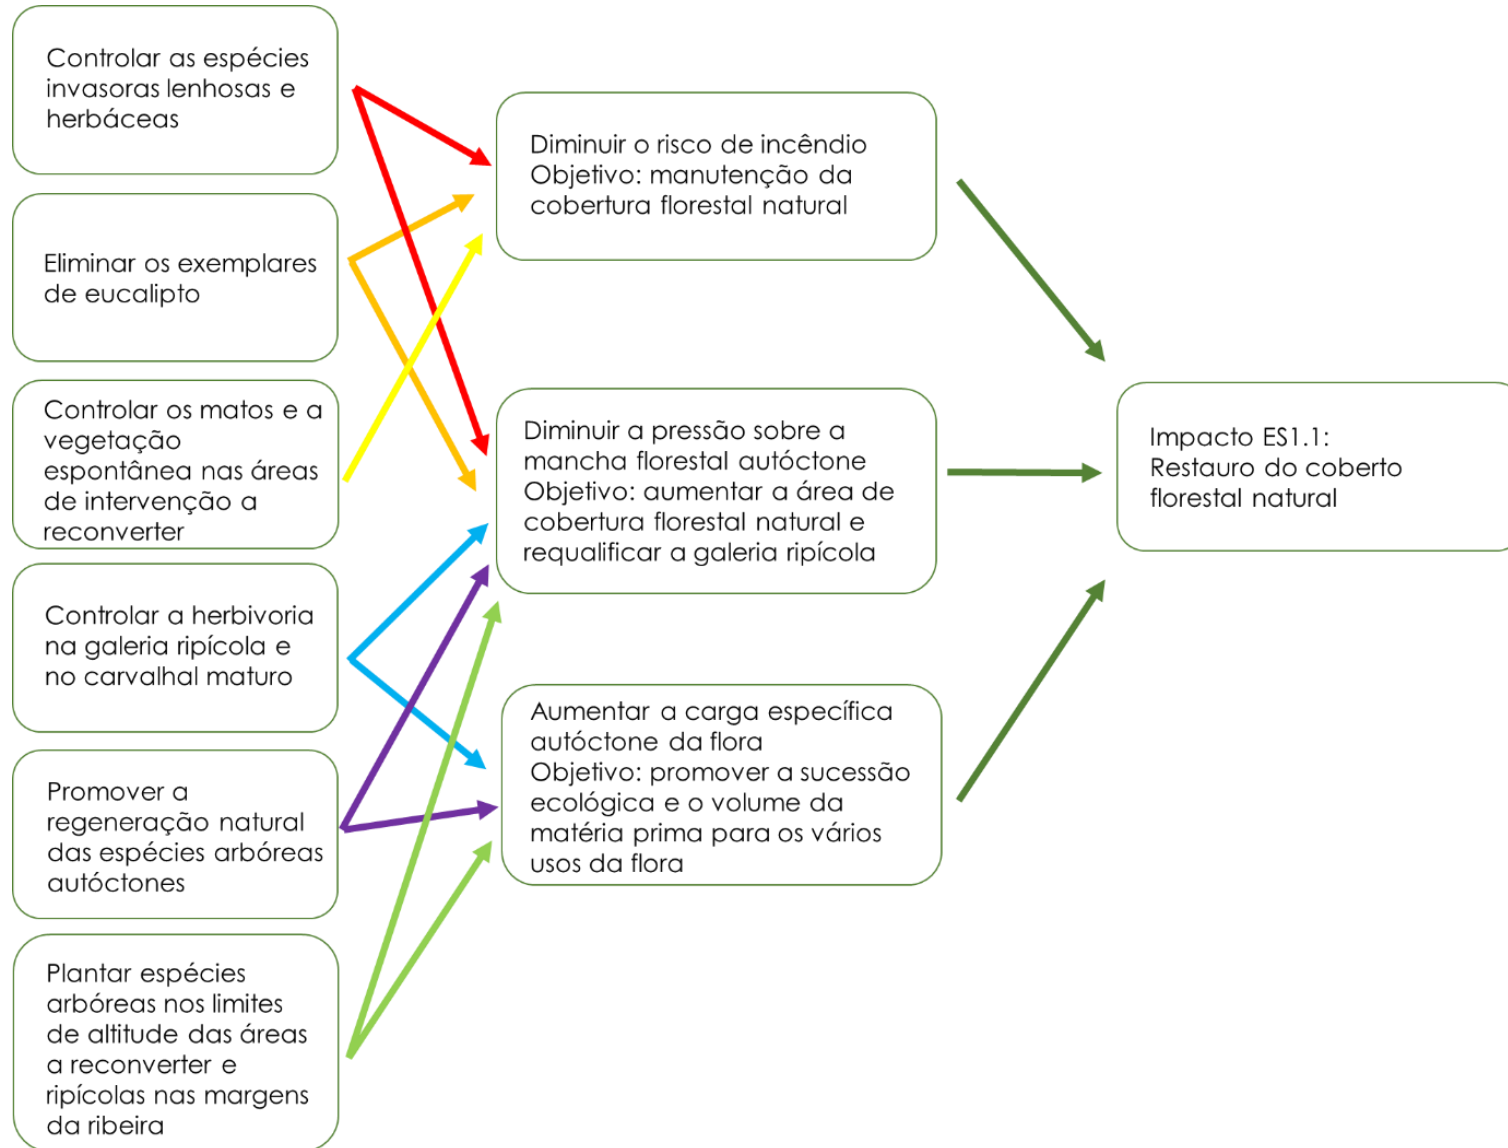 Controlar as espécies
invasoras lenhosas e
herbáceas
Eliminar os exemplares
de eucalipto
Controlar os matos e a
vegetação
espontânea nas áreas
de intervenção a
reconverter
Controlar a herbivoria
na galeria ripícola e
no carvalhal maturo
Promover a
regeneração natural
das espécies arbóreas
autóctones
Plantar espécies
arbóreas nos limites
de altitude das áreas
a reconverter e
ripícolas nas margens
da ribeira
Diminuir o risco de incêndio
Objetivo: manutenção da
cobertura florestal natural
Diminuir a pressão sobre a
mancha florestal autóctone
Objetivo: aumentar a área de
cobertura florestal natural e
requalificar a galeria ripícola
Aumentar a carga específica
autóctone da flora
Objetivo: promover a sucessão
ecológica e o volume da
matéria prima para os vários
usos da flora
Impacto ES1.1:
Restauro do coberto
florestal natural